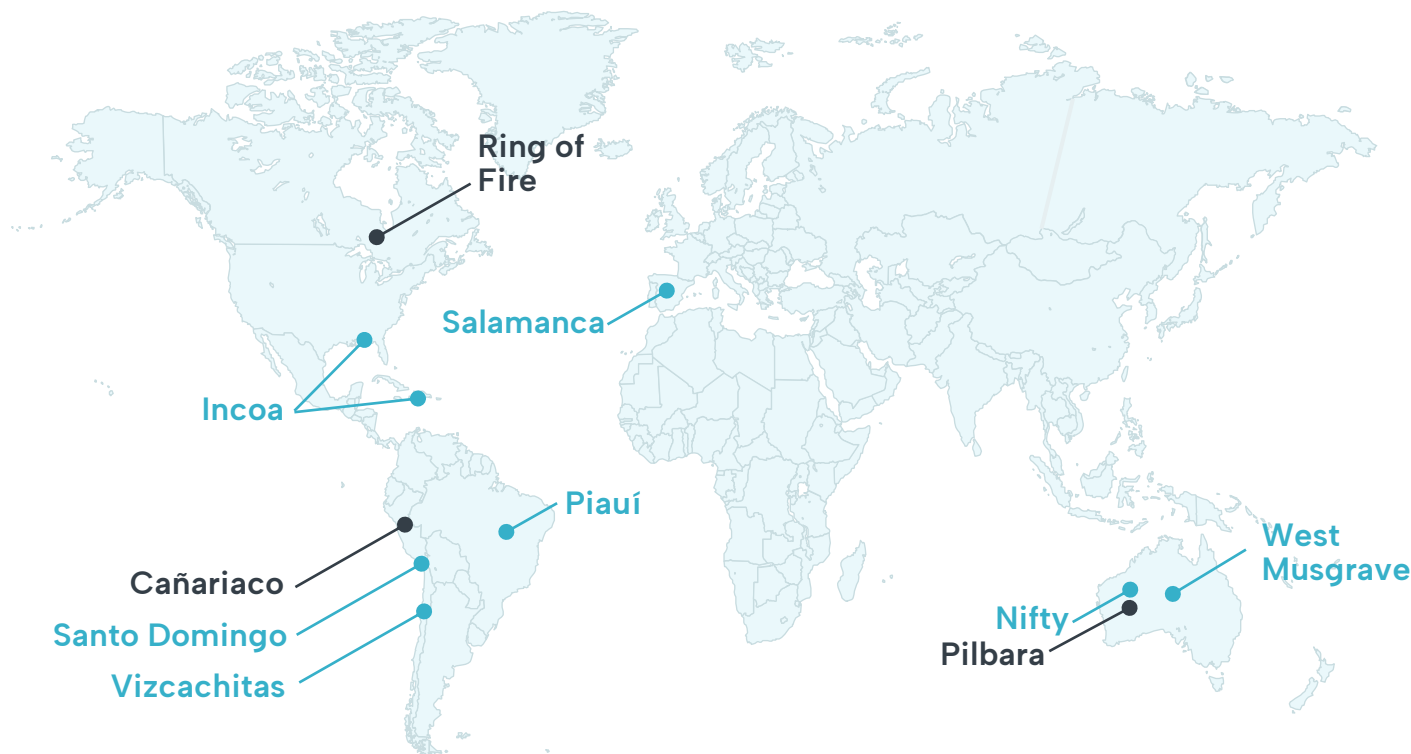 Ring of
Fire
Salamanca
Incoa
Piauí
Cañariaco
Santo Domingo
Vizcachitas
West
Musgrave
Nifty
Pilbara